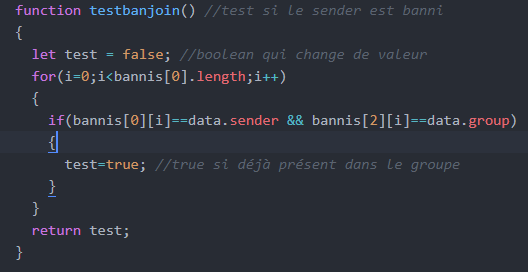 function testbanjoin() //test si le sender est banni
{
let test = false; //boolean qui change de valeur
for(i=0;i<bannis[0].length;i++)
{
if(bannis[0][i]==data.sender && bannis[2][i]==data.group)
{
test=true; //true si déjà présent dans le groupe
}
}
return test;
}